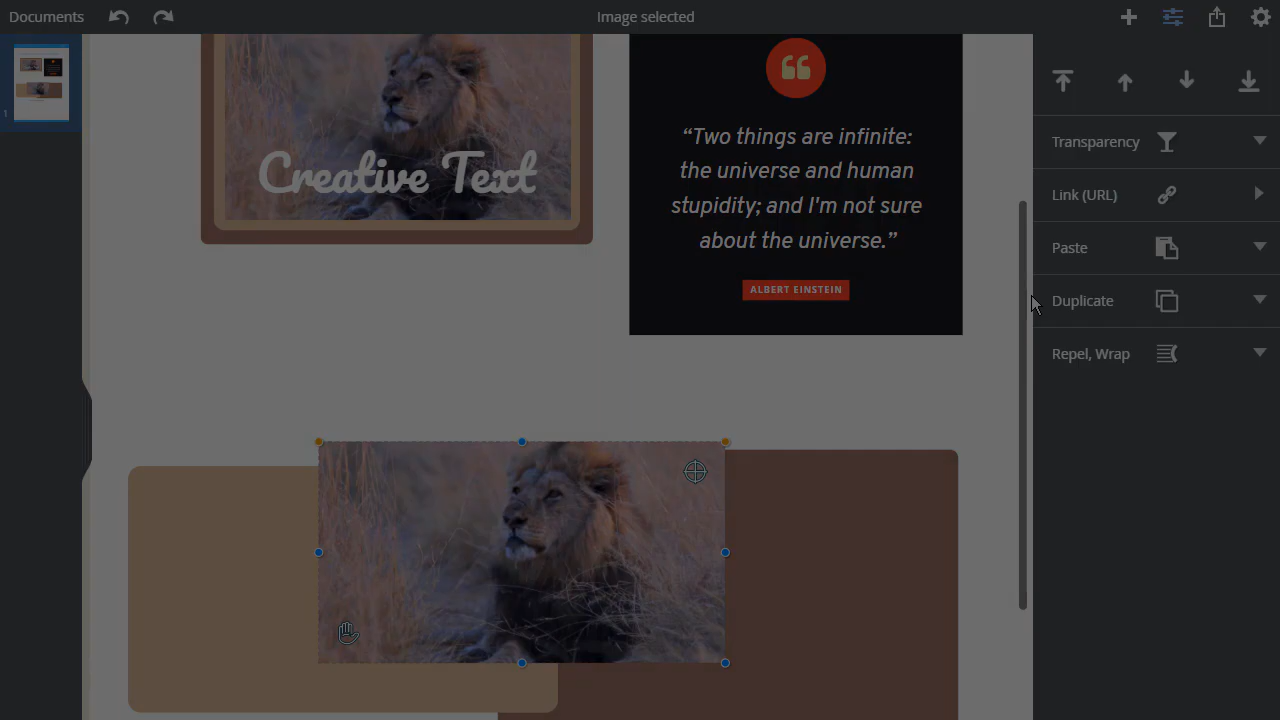 Documents
Image selected
1
Creative Text
“Two things are infinite:
the universe and human
stupidity; and I'm not sure
about the universe.”
ALBERT EINSTEIN
Transparency
Link (URL)
Paste
Duplicate
Repel, Wrap